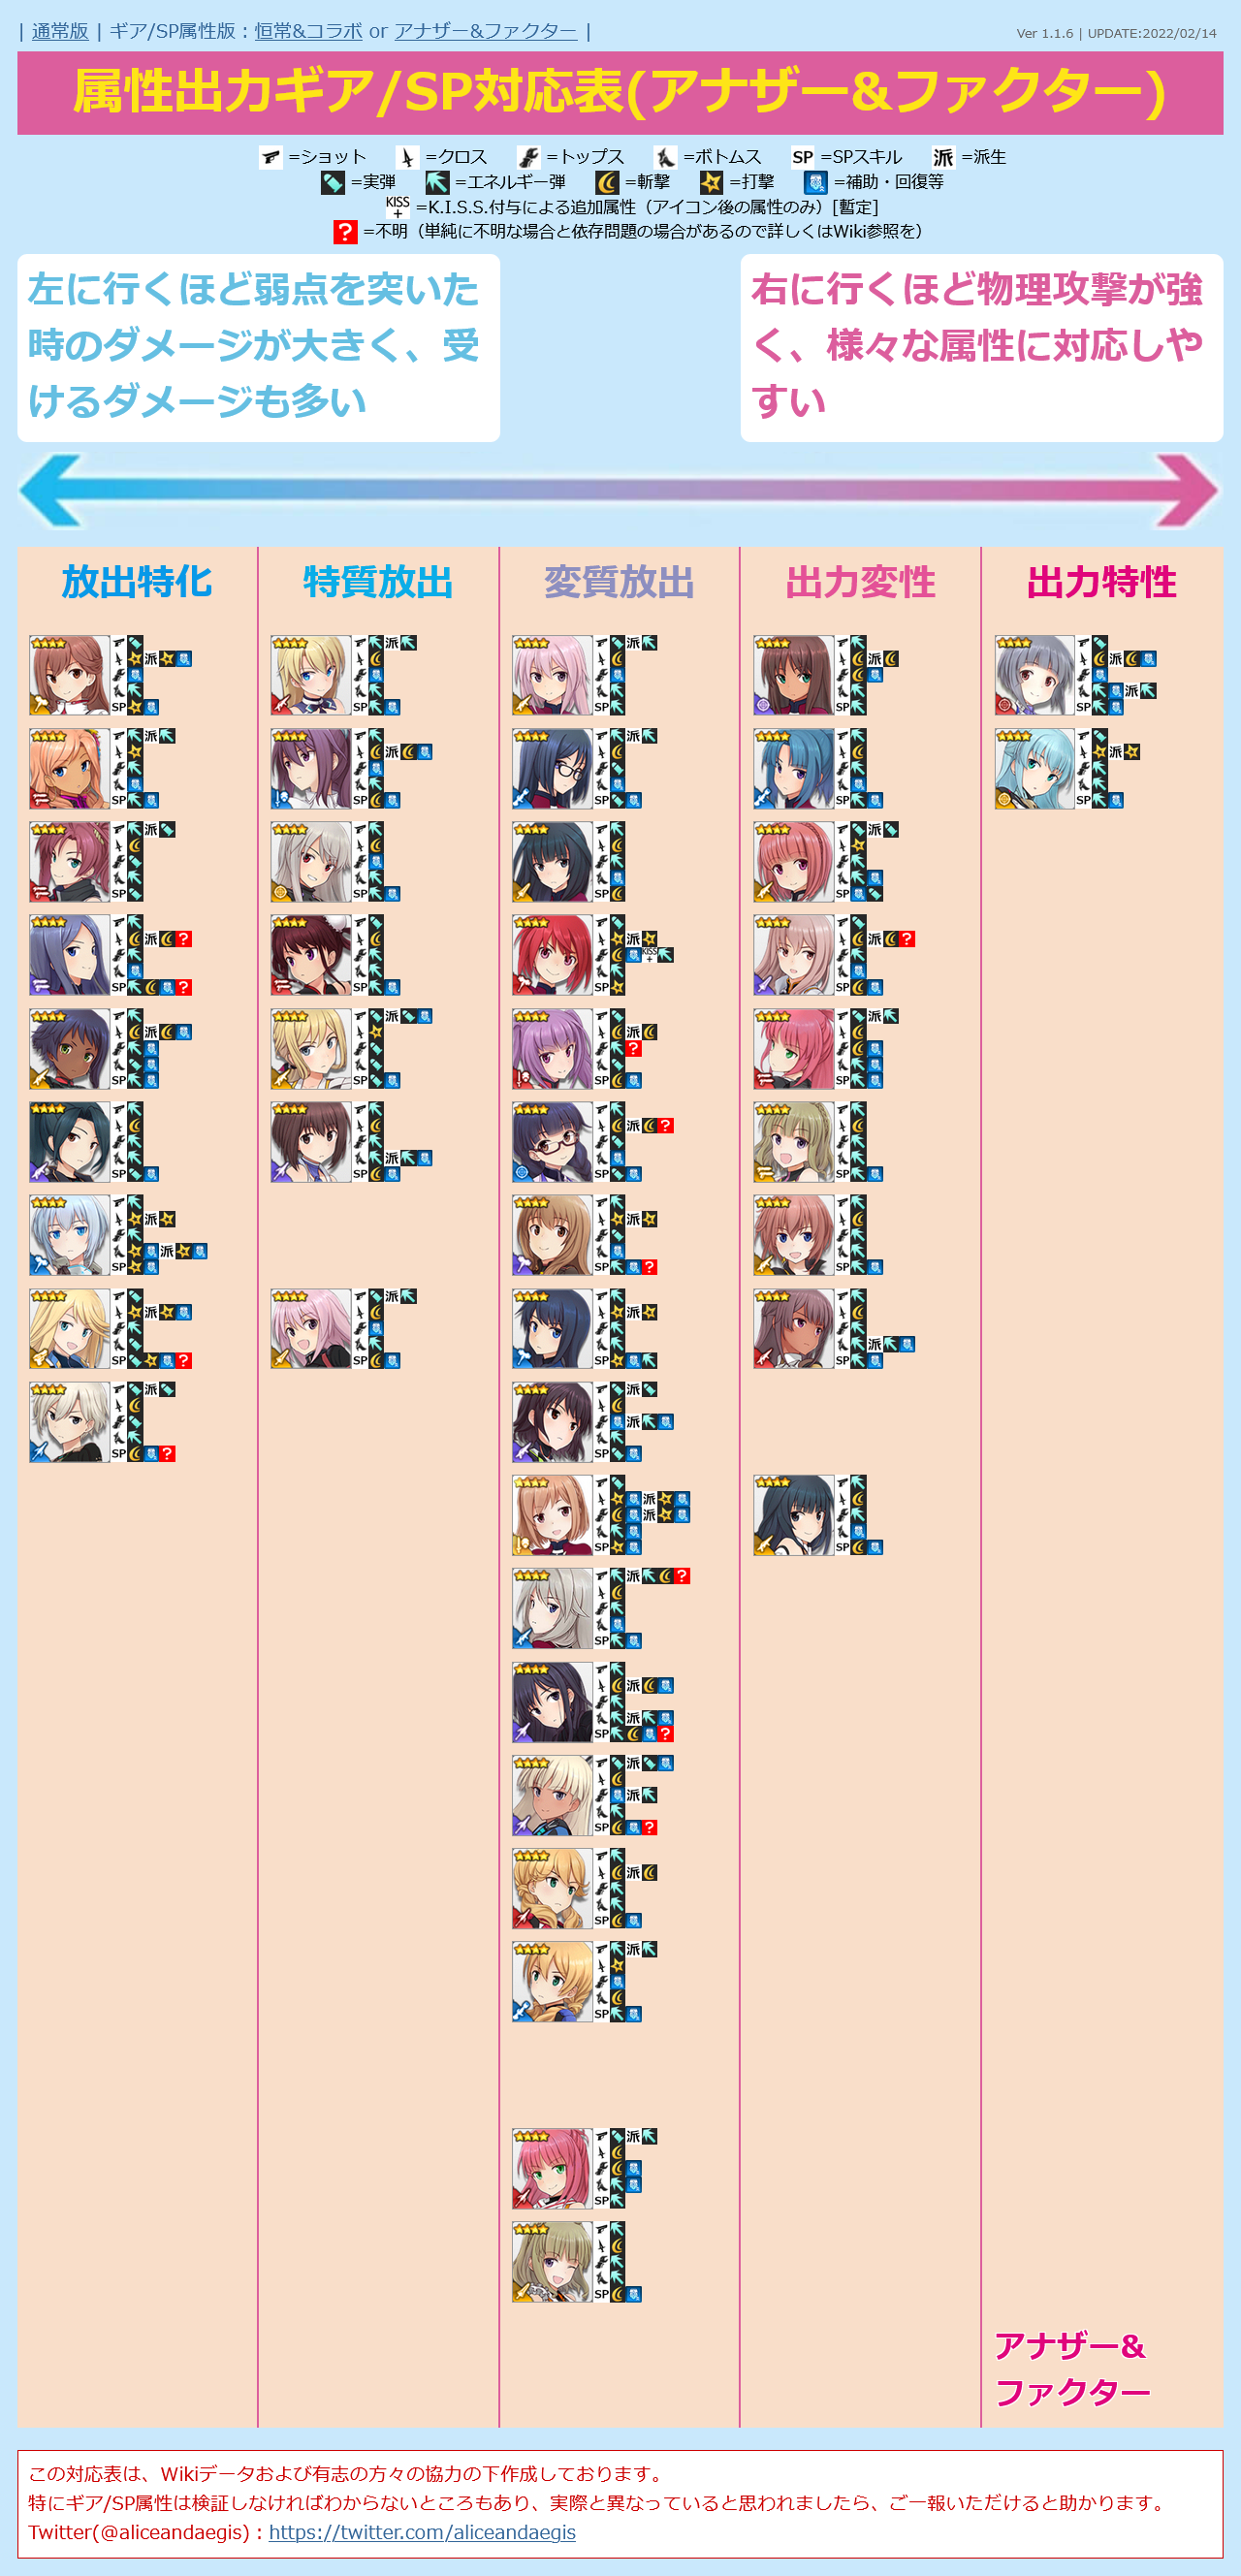 | 通常版 | ギア/SP属性版：恒常&コラボ or アナザー&ファクター |
Ver 1.1.6 | UPDATE:2022/02/14
属性出力ギア/SP対応表(アナザー&ファクター)
=ショット =クロス =トップス =ボトムス SP =SPスキル 派 =派生
=実弾 =エネルギー弾 =斬撃 =打撃 =補助・回復等
KISS+ =K.I.S.S.付与による追加属性（アイコン後の属性のみ）[暫定]
? =不明（単純に不明な場合と依存問題の場合があるので詳しくはWiki参照を）
左に行くほど弱点を突いた
時のダメージが大きく、受
けるダメージも多い
右に行くほど物理攻撃が強
く、様々な属性に対応しや
すい
放出特化 特質放出 変質放出 出力変性 出力特性
アナザー&
ファクター
この対応表は、Wikiデータおよび有志の方々の協力の下作成しております。
特にギア/SP属性は検証しなければわからないところもあり、実際と異なっていると思われましたら、ご一報いただけると助かります。
Twitter(@aliceandaegis)：https://twitter.com/aliceandaegis